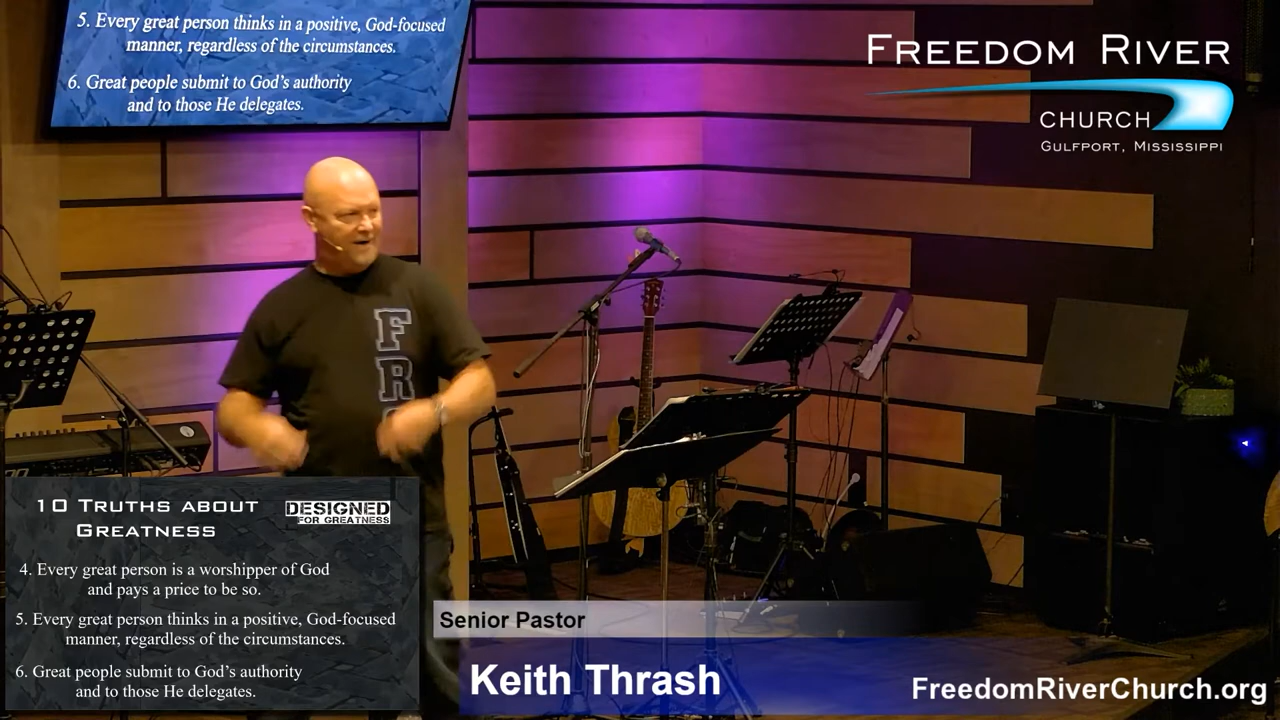 5. Every great person thinks in a positive, God-focused
manner, regardless of the circumstances.
6. Great people submit to God's authority
and to those He delegates.
FREEDOM RIVER
CHURCH
GULFPORT, MISSISSIPPI
F
R
10 TRUTHS ABOUT
GREATNESS
DESIGNED
FOR GREATNESS
4. Every great person is a worshipper of God
and pays a price to be so.
5. Every great person thinks in a positive, God-focused
manner, regardless of the circumstances.
6. Great people submit to God's authority
and to those He delegates.
Senior Pastor
Keith Thrash
FreedomRiverChurch.org